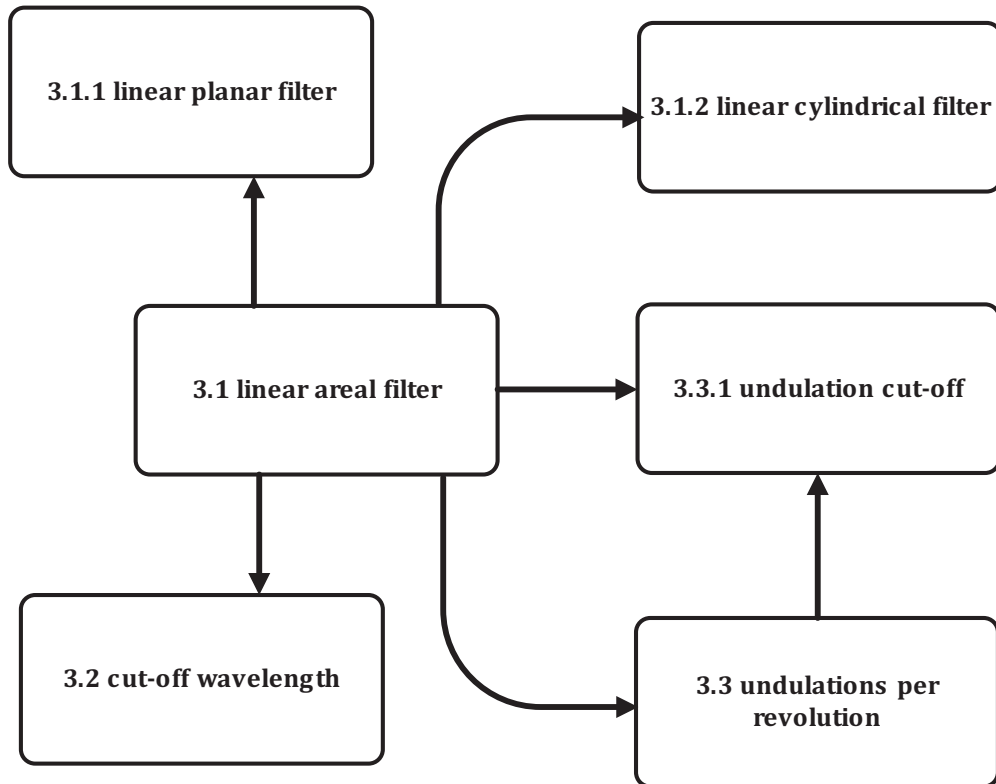 3.1.1 linear planar filter
3.1.2 linear cylindrical filter
3.1 linear areal filter
3.3.1 undulation cut-off
3.2 cut-off wavelength
3.3 undulations per
revolution